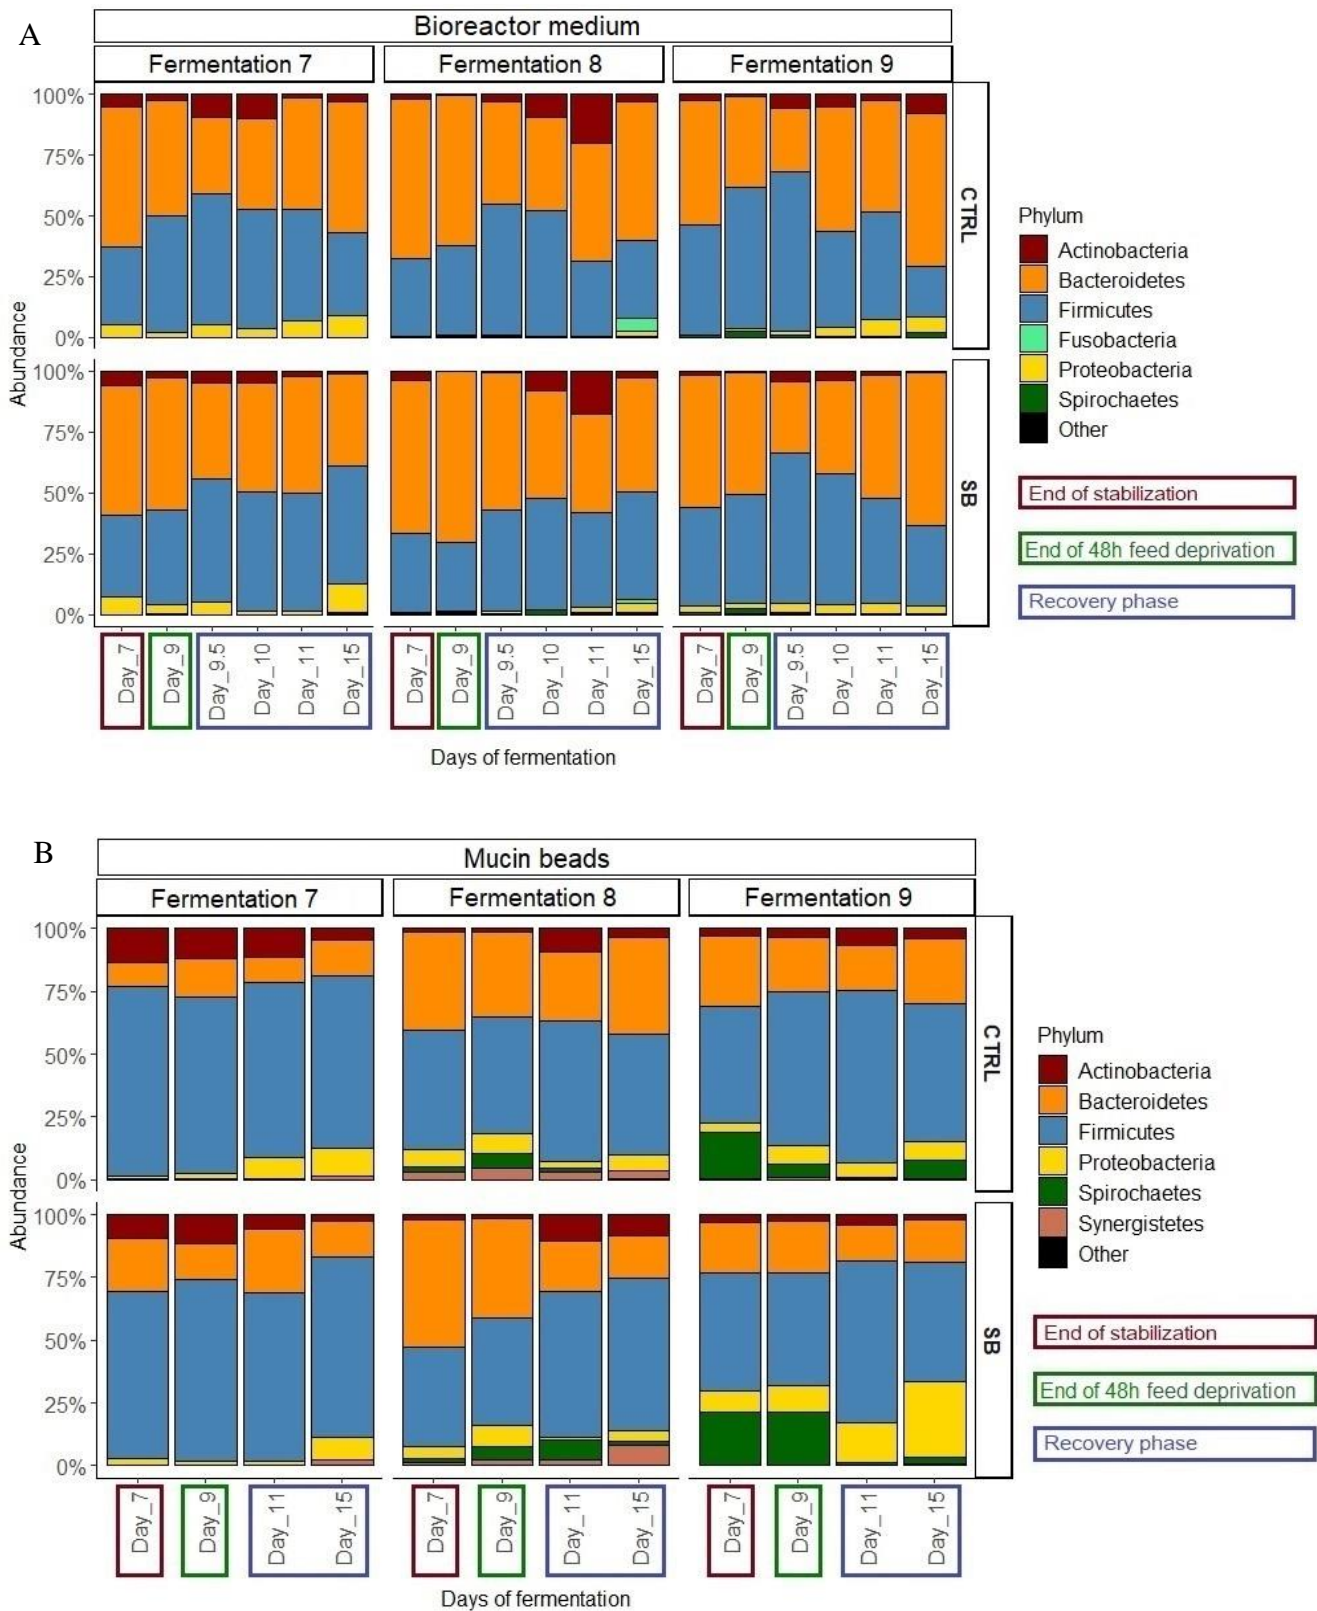 A
Bioreactor medium
Fermentation 7
Fermentation 8
Fermentation 9
100%
75%
50%
25%
0%
CTRL
100%
75%
50%
25%
0%
SB
Abundance
Day_7
Day_9
Day_9.5
Day_10
Day_11
Day_15
Day_7
Day_9
Day_9.5
Day_10
Day_11
Day_15
Day_7
Day_9
Day_9.5
Day_10
Day_11
Day_15
Days of fermentation
Phylum
Actinobacteria
Bacteroidetes
Firmicutes
Fusobacteria
Proteobacteria
Spirochaetes
Other
End of stabilization
End of 48h feed deprivation
Recovery phase
B
Mucin beads
Fermentation 7
Fermentation 8
Fermentation 9
100%
75%
50%
25%
0%
CTRL
100%
75%
50%
25%
0%
SB
Abundance
Day_7
Day_9
Day_11
Day_15
Day_7
Day_9
Day_11
Day_15
Day_7
Day_9
Day_11
Day_15
Days of fermentation
Phylum
Actinobacteria
Bacteroidetes
Firmicutes
Proteobacteria
Spirochaetes
Synergistetes
Other
End of stabilization
End of 48h feed deprivation
Recovery phase